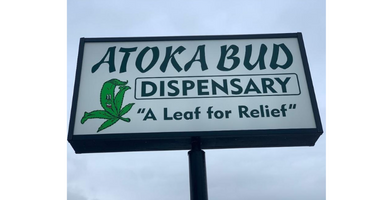 ATOKA BUD
DISPENSARY
"A Leaf for Relief"